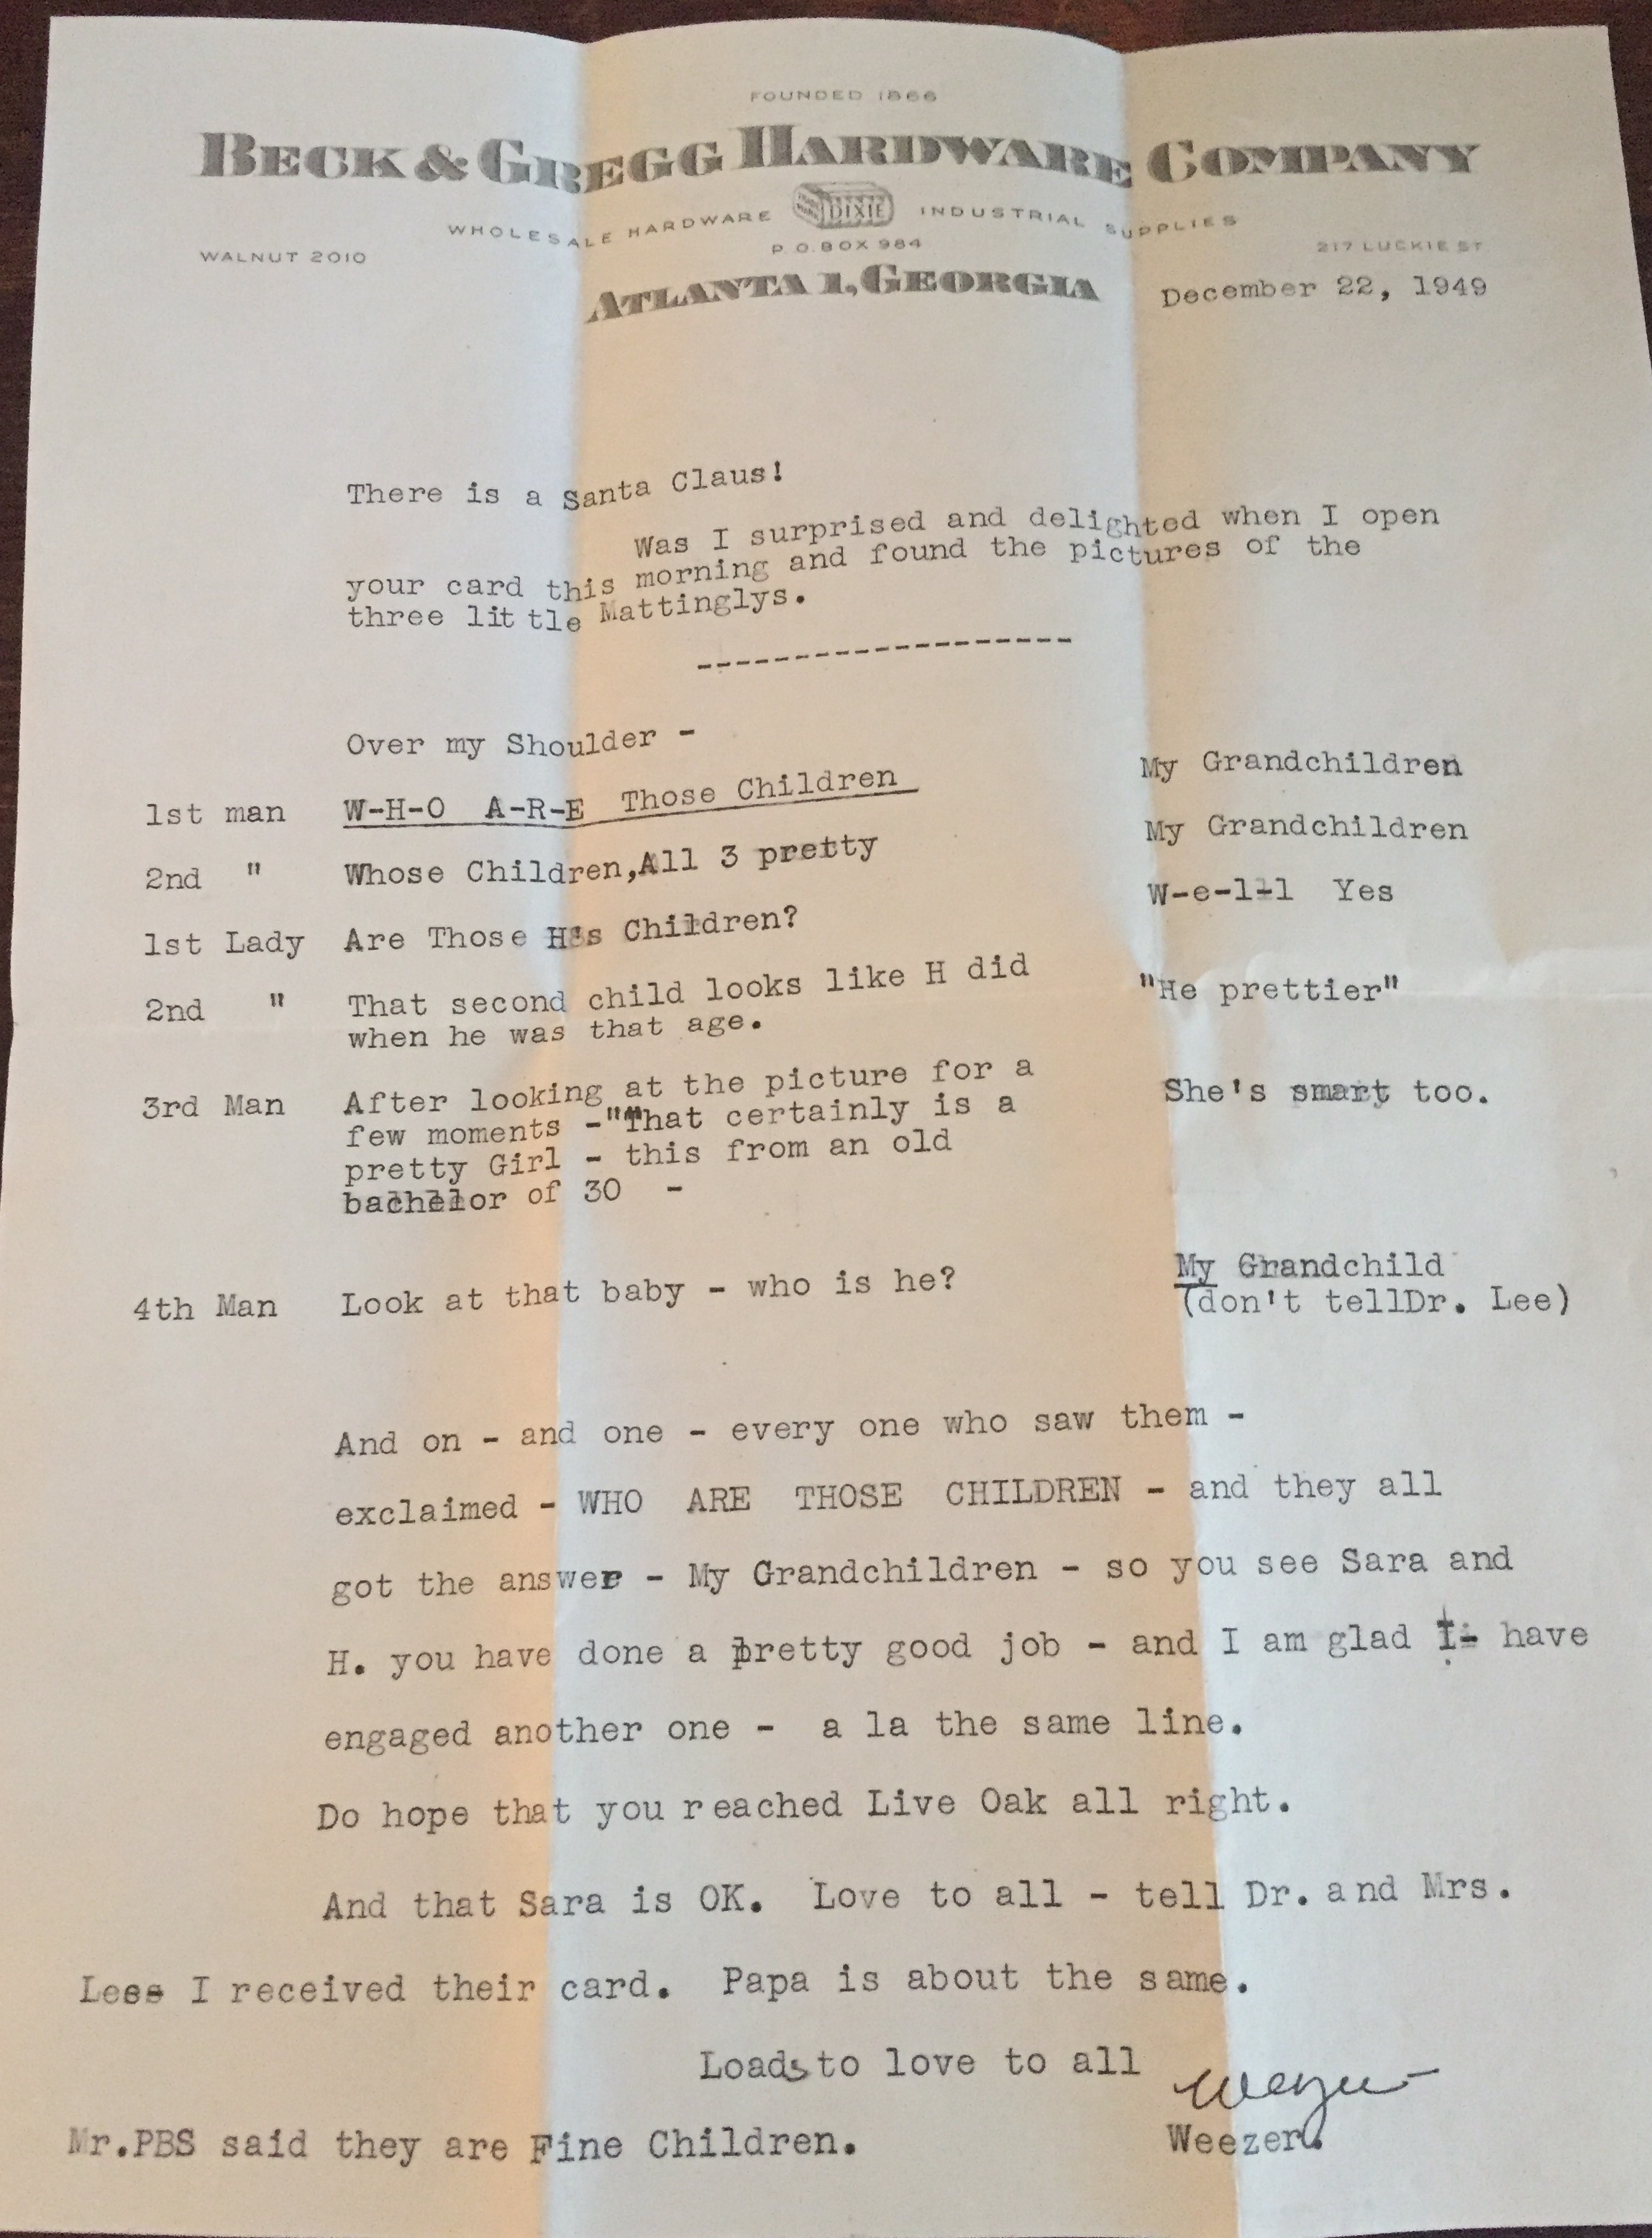 FOUNDED 1866
BECK & GREGG HARDWARE COMPANY
WHOLESALE HARDWARE DIXIE INDUSTRIAL SUPPLIES
WALNUT 2010 P.O. BOX 984 217 LUCKIE ST
ATLANTA 1, GEORGIA
December 22, 1949
There is a Santa Claus!
Was I surprised and delighted when I open
your card this morning and found the pictures of the
three little Mattinglys.
-------------------
Over my Shoulder -
1st man W-H-O A-R-E Those Children My Grandchildren
2nd " Whose Children,All 3 pretty My Grandchildren
1st Lady Are Those H's Children? W-e-l-l Yes
2nd " That second child looks like H did "He prettier"
when he was that age.
3rd Man After looking at the picture for a She's smart too.
few moments -"That certainly is a
pretty Girl - this from an old
bachelor of 30 -
4th Man Look at that baby - who is he? My Grandchild
(don't tellDr. Lee)
And on - and one - every one who saw them -
exclaimed - WHO ARE THOSE CHILDREN - and they all
got the answer - My Grandchildren - so you see Sara and
H. you have done a pretty good job - and I am glad I- have
engaged another one - a la the same line.
Do hope that you reached Live Oak all right.
And that Sara is OK. Love to all - tell Dr. and Mrs.
I received their card. Papa is about the same.
Loads to love to all Weezer
Mr.PBS said they are Fine Children. Weezer.